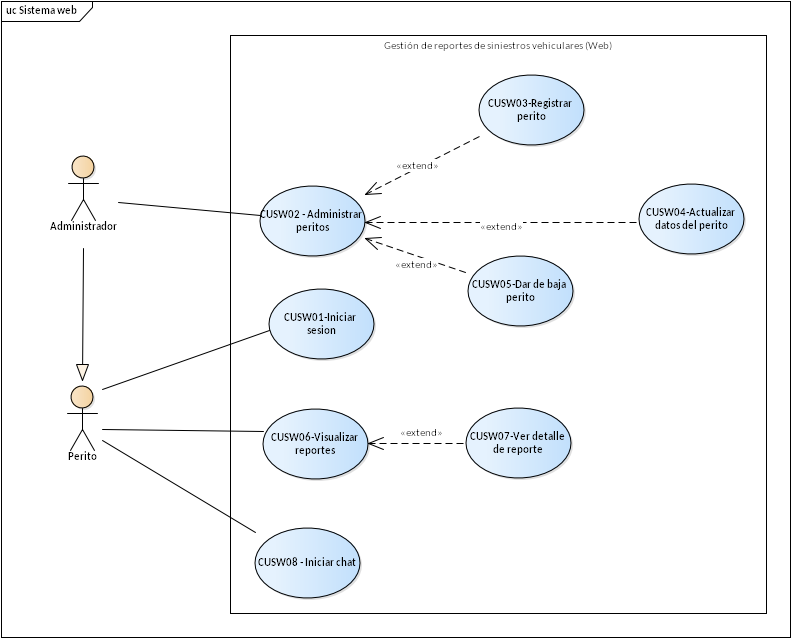 uc Sistema web
Gestión de reportes de siniestros vehiculares (Web)
CUSW03-Registrar
perito
«extend»
Administrador
CUSW02 - Administrar
peritos
«extend»
CUSW04-Actualizar
datos del perito
«extend»
CUSW05-Dar de baja
perito
CUSW01-Iniciar
sesion
Perito
CUSW06-Visualizar
reportes
«extend»
CUSW07-Ver detalle
de reporte
CUSW08 - Iniciar chat